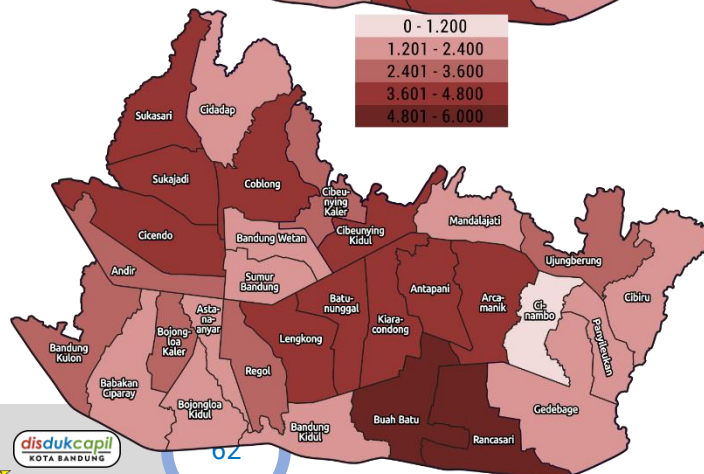 0 - 1.200
1.201 - 2.400
2.401 - 3.600
3.601 - 4.800
4.801 - 6.000
Sukasari
Cidadap
Sukajadi
Coblong
Cibeu-
nying
Kaler
Cicendo
Bandung Wetan
Cibeunying
Kidul
Mandalajati
Ujungberung
Andir
Sumur
Bandung
Antapani
Arca-
manik
Ci-
nambo
Cibiru
Panyileukan
Batu-
nunggal
Kiara-
condong
Asta-
na-
anyar
Bojong-
loa
Kaler
Lengkong
Bandung
Kulon
Regol
Babakan
Ciparay
Bojongloa
Kidul
Bandung
Kidul
Buah Batu
Rancasari
Gedebage
disdukcapil
KOTA BANDUNG
62